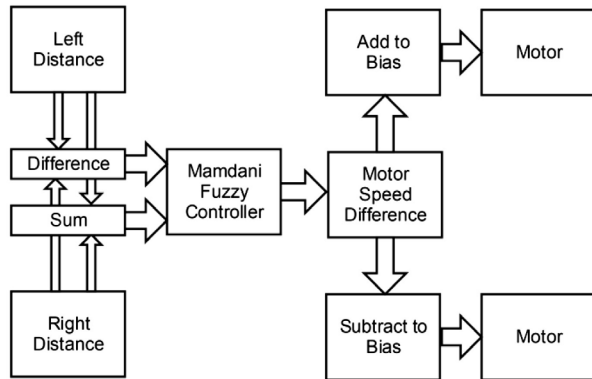 Left
Distance
Difference
Sum
Right
Distance
Mamdani
Fuzzy
Controller
Motor
Speed
Difference
Add to
Bias
Motor
Subtract to
Bias
Motor